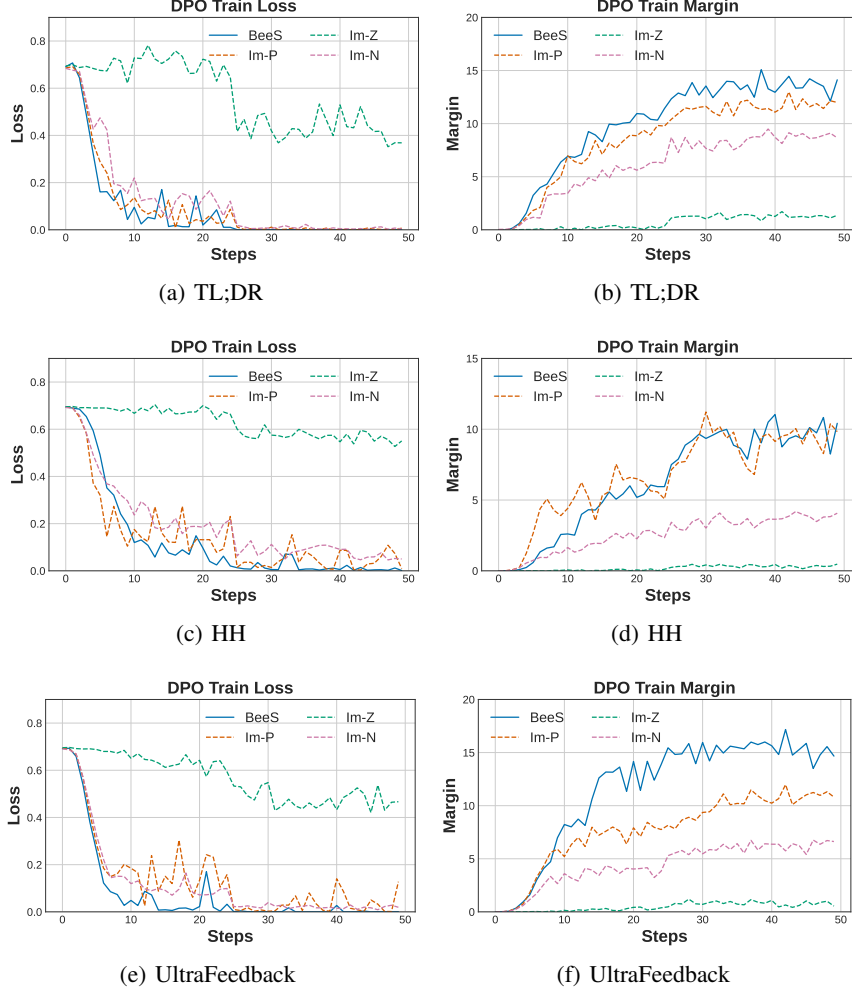 DPO Train Loss
BeeS
Im-P
Im-Z
Im-N
Loss
0.8
0.6
0.4
0.2
0.0
0 10 20 30 40 50
Steps
(a) TL;DR
DPO Train Margin
BeeS
Im-P
Im-Z
Im-N
Margin
20
15
10
5
0
0 10 20 30 40 50
Steps
(b) TL;DR
DPO Train Loss
BeeS
Im-P
Im-Z
Im-N
Loss
0.8
0.6
0.4
0.2
0.0
0 10 20 30 40 50
Steps
(c) HH
DPO Train Margin
BeeS
Im-P
Im-Z
Im-N
Margin
15
10
5
0
0 10 20 30 40 50
Steps
(d) HH
DPO Train Loss
BeeS
Im-P
Im-Z
Im-N
Loss
0.8
0.6
0.4
0.2
0.0
0 10 20 30 40 50
Steps
(e) UltraFeedback
DPO Train Margin
BeeS
Im-P
Im-Z
Im-N
Margin
20
15
10
5
0
0 10 20 30 40 50
Steps
(f) UltraFeedback